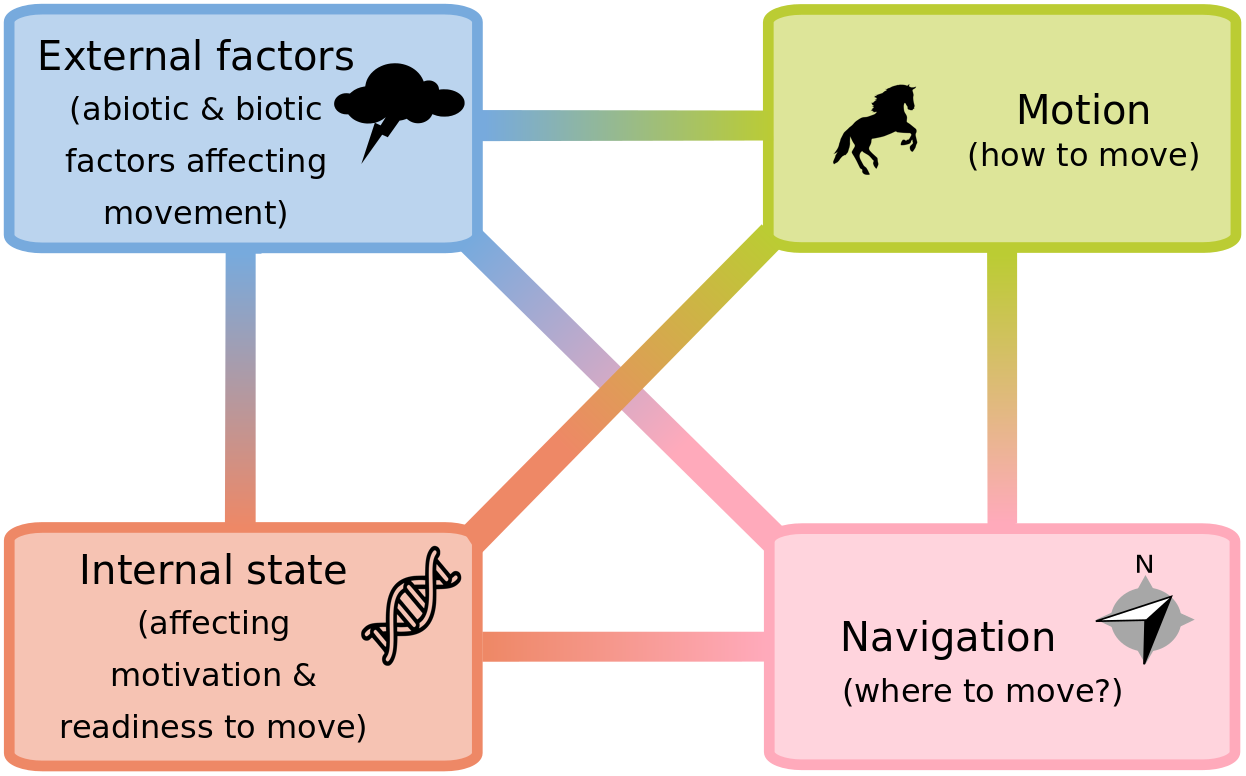 External factors
(abiotic & biotic
factors affecting
movement)
Motion
(how to move)
Internal state
(affecting
motivation &
readiness to move)
N
Navigation
(where to move?)